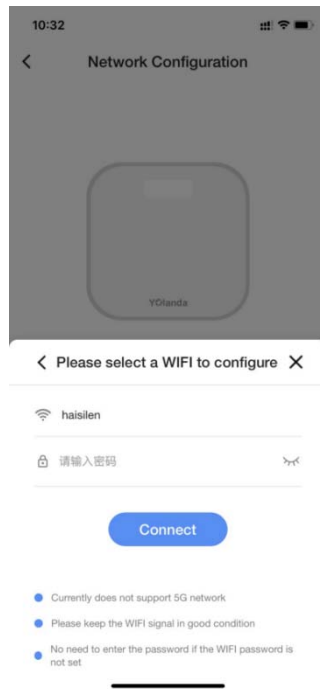 10:32
Network Configuration
YOlanda
Please select a WIFI to configure
haisilen
请输入密码
Connect
Currently does not support 5G network
Please keep the WIFI signal in good condition
No need to enter the password if the WIFI password is
not set